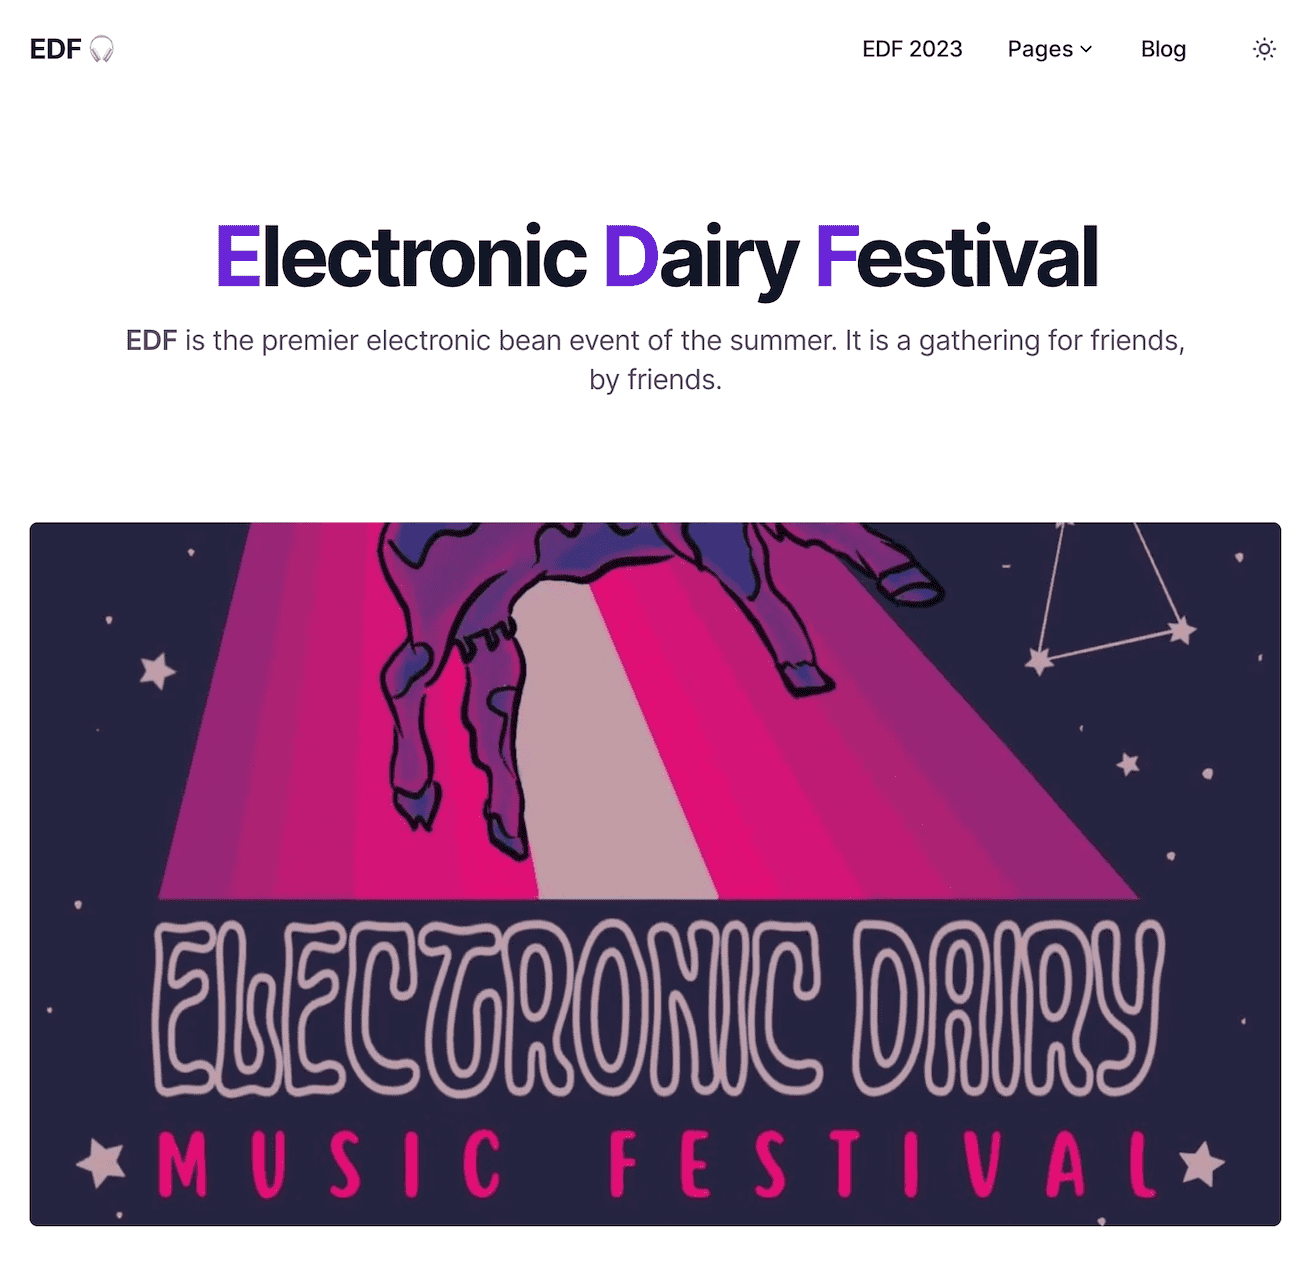 EDF
EDF 2023 Pages Blog
Electronic Dairy Festival
EDF is the premier electronic bean event of the summer. It is a gathering for friends,
by friends.
ELECTRONIC DAIRY
MUSIC FESTIVAL